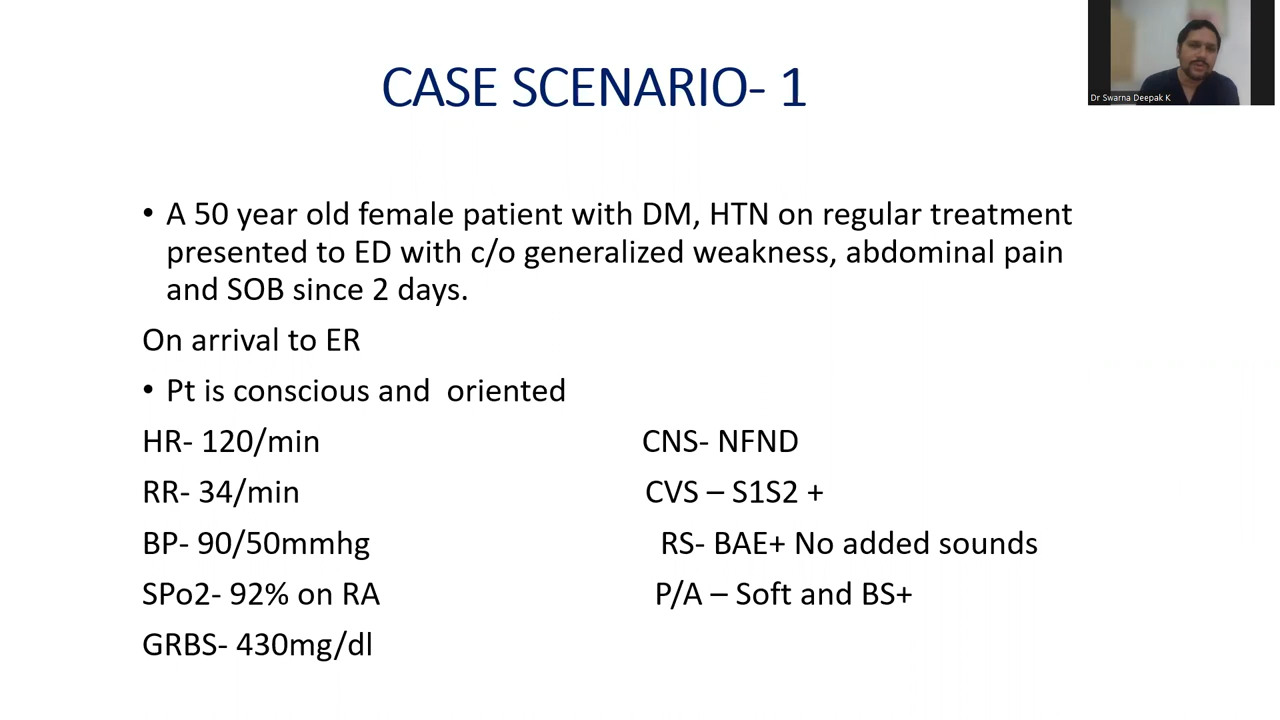 CASE SCENARIO- 1
Dr Swarna Deepak K
• A 50 year old female patient with DM, HTN on regular treatment
presented to ED with c/o generalized weakness, abdominal pain
and SOB since 2 days.
On arrival to ER
• Pt is conscious and  oriented
HR- 120/min CNS- NFND
RR- 34/min CVS – S1S2 +
BP- 90/50mmhg RS- BAE+ No added sounds
SPo2- 92% on RA P/A – Soft and BS+
GRBS- 430mg/dl